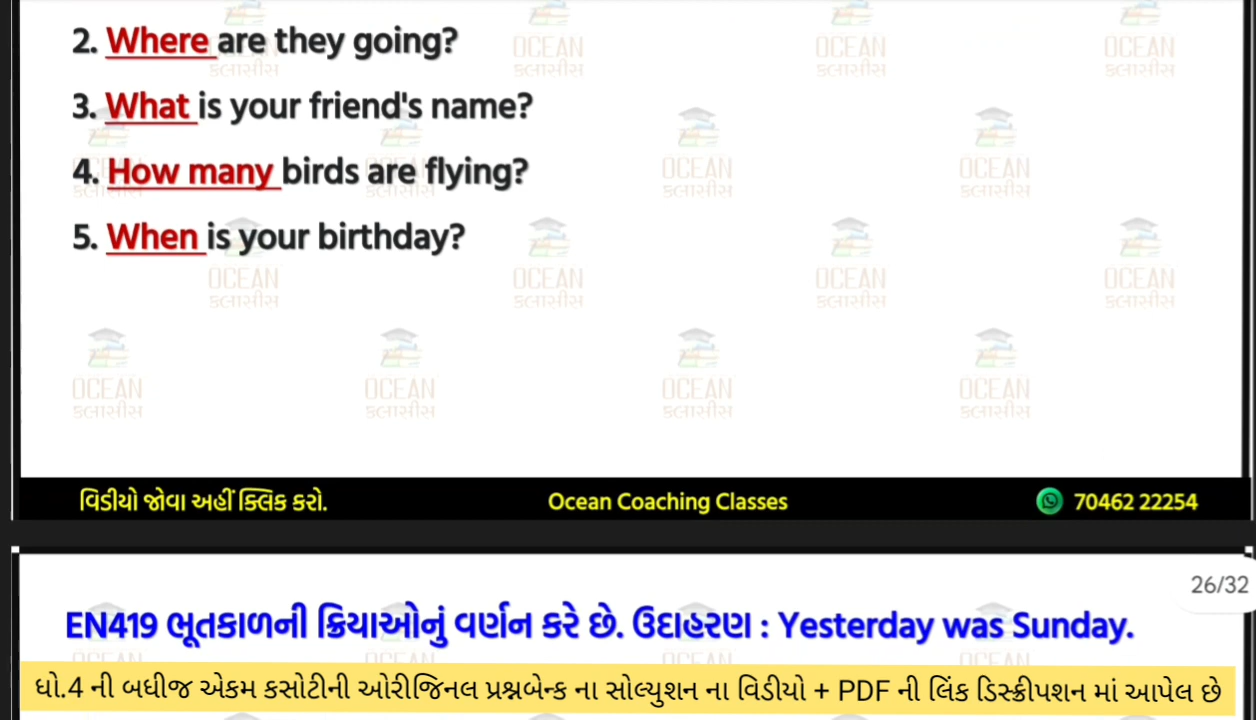 2. Where are they going?
3. What is your friend's name?
4. How many birds are flying?
5. When is your birthday?
OCEAN
ક્લાસીસ
વિડીયો જોવા અહીં ક્લિક કરો. Ocean Coaching Classes 70462 22254
26/32
EN419 ભૂતકાળની ક્રિયાઓનું વર્ણન કરે છે. ઉદાહરણ : Yesterday was Sunday.
ધો.4 ની બધીજ એકમ કસોટીની ઓરીજિનલ પ્રશ્નબેન્ક ના સોલ્યુશન ના વિડીયો + PDF ની લિંક ડિસ્ક્રીપશન માં આપેલ છે